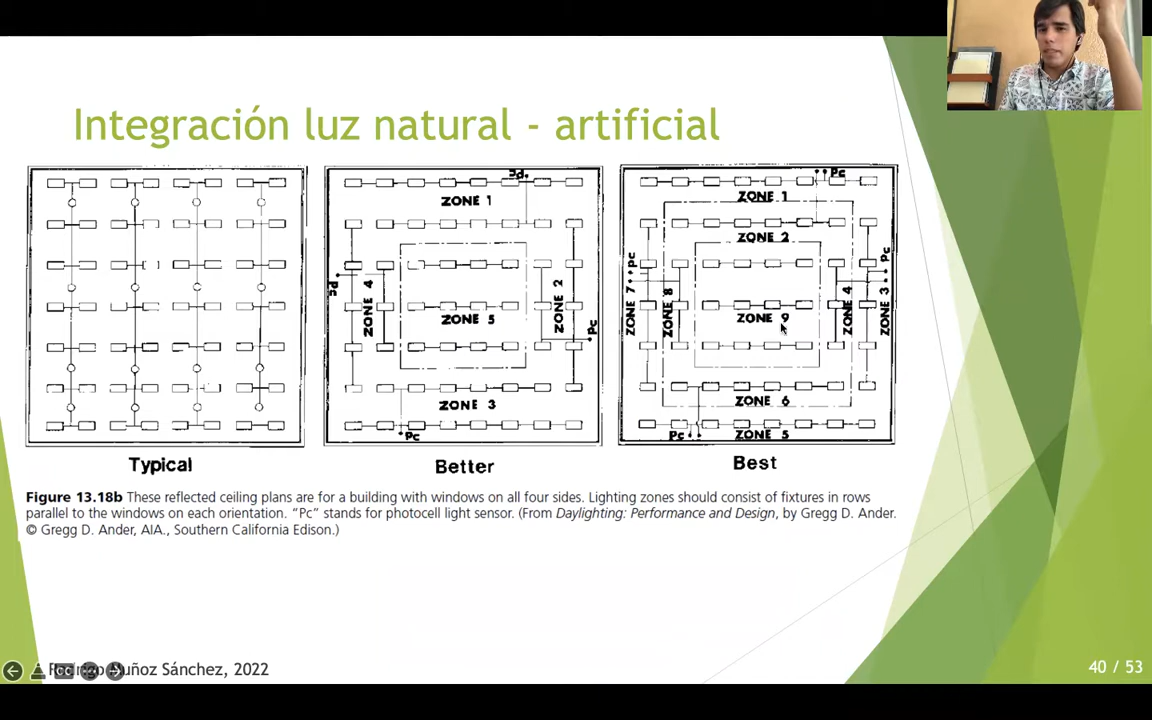 Integración luz natural - artificial
Pc
ZONE 1
Pc
ZONE 4
ZONE 5
ZONE 2
Pc
ZONE 3
Pc
Pc
ZONE 1
ZONE 2
Pc
Pc
ZONE 7
ZONE 8
ZONE 9
ZONE 4
ZONE 3
ZONE 6
Pc
ZONE 5
Typical
Better
Best
Figure 13.18b These reflected ceiling plans are for a building with windows on all four sides. Lighting zones should consist of fixtures in rows
parallel to the windows on each orientation. “Pc” stands for photocell light sensor. (From Daylighting: Performance and Design, by Gregg D. Ander.
© Gregg D. Ander, AIA., Southern California Edison.)
Muñoz Sánchez, 2022
40 / 53